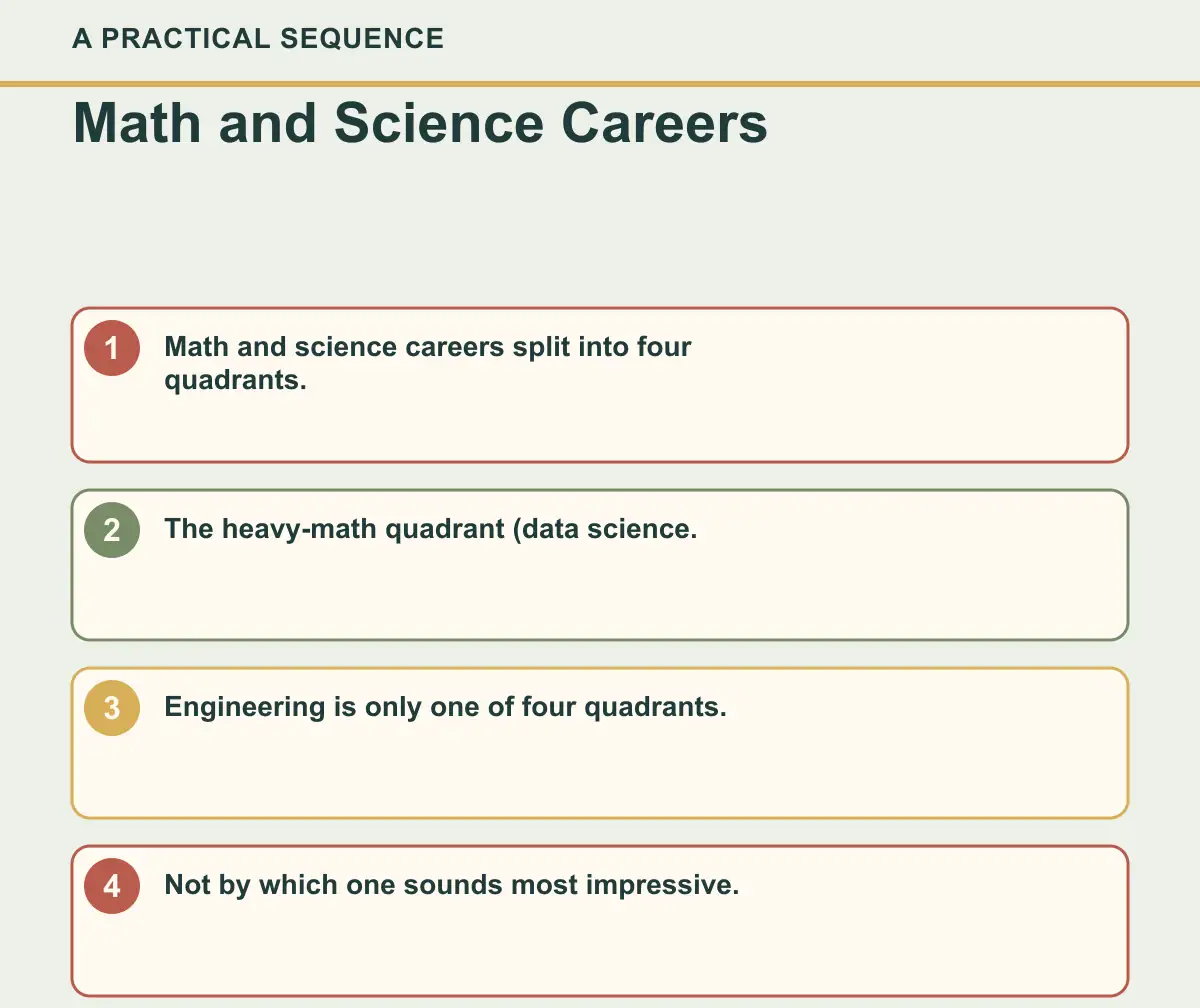 A PRACTICAL SEQUENCE
Math and Science Careers
1
Math and science careers split into four
quadrants.
2
The heavy-math quadrant (data science.
3
Engineering is only one of four quadrants.
4
Not by which one sounds most impressive.